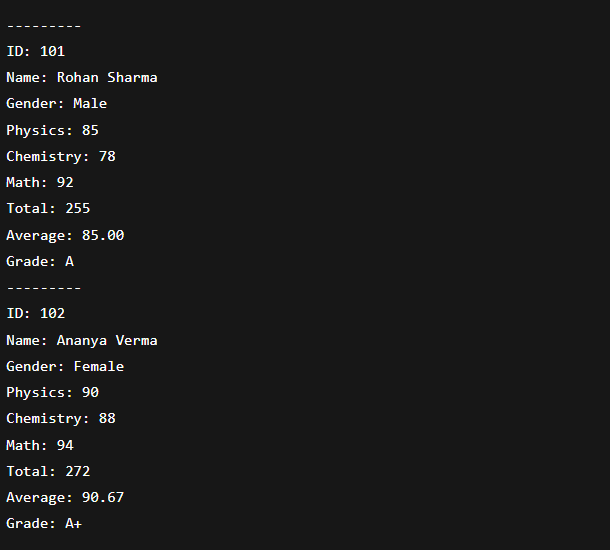 ---------
ID: 101
Name: Rohan Sharma
Gender: Male
Physics: 85
Chemistry: 78
Math: 92
Total: 255
Average: 85.00
Grade: A
---------
ID: 102
Name: Ananya Verma
Gender: Female
Physics: 90
Chemistry: 88
Math: 94
Total: 272
Average: 90.67
Grade: A+